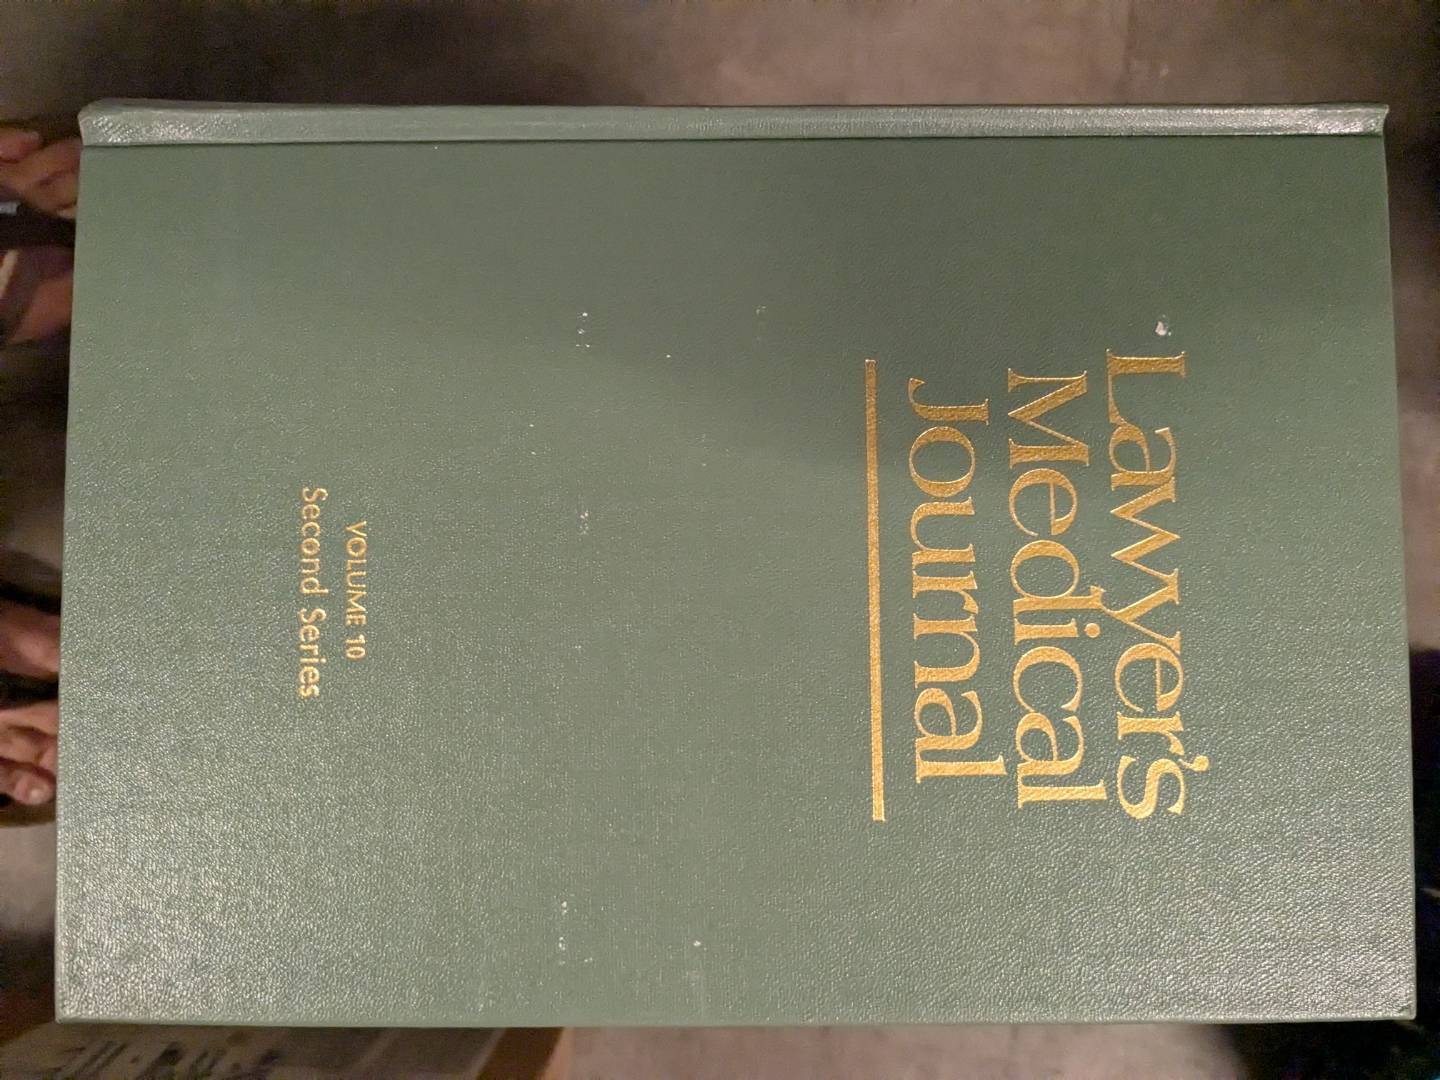 Lawyer's
Medical
Journal
VOLUME 10
Second Series